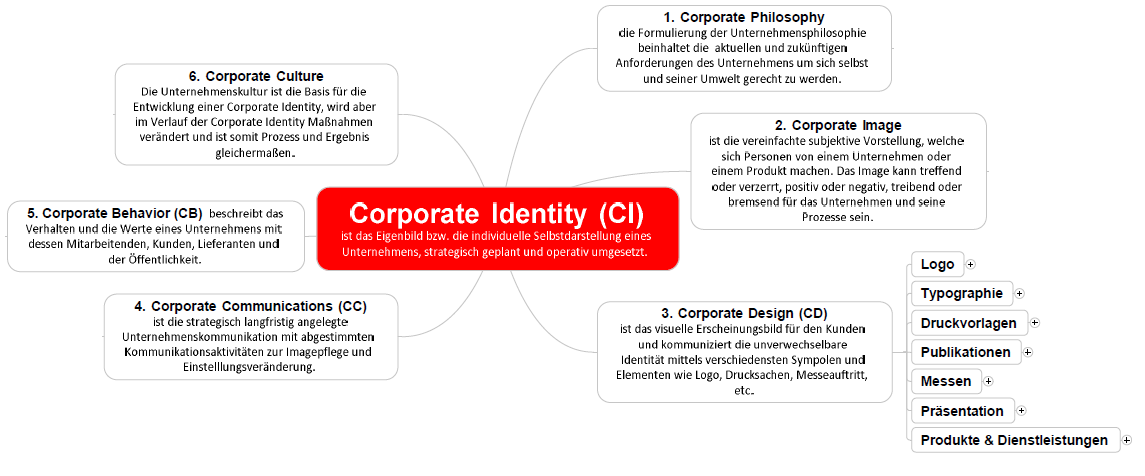 Corporate Identity (CI)
ist das Eigenbild bzw. die individuelle Selbstdarstellung eines
Unternehmens, strategisch geplant und operativ umgesetzt.
1. Corporate Philosophy
die Formulierung der Unternehmensphilosophie
beinhaltet die aktuellen und zukünftigen
Anforderungen des Unternehmens um sich selbst
und seiner Umwelt gerecht zu werden.
2. Corporate Image
ist die vereinfachte subjektive Vorstellung, welche
sich Personen von einem Unternehmen oder
einem Produkt machen. Das Image kann treffend
oder verzerrt, positiv oder negativ, treibend oder
bremsend für das Unternehmen und seine
Prozesse sein.
3. Corporate Design (CD)
ist das visuelle Erscheinungsbild für den Kunden
und kommuniziert die unverwechselbare
Identität mittels verschiedensten Sympolen und
Elementen wie Logo, Drucksachen, Messeauftritt,
etc.
Logo
Typographie
Druckvorlagen
Publikationen
Messen
Präsentation
Produkte & Dienstleistungen
4. Corporate Communications (CC)
ist die strategisch langfristig angelegte
Unternehmenskommunikation mit abgestimmten
Kommunikationsaktivitäten zur Imagepflege und
Einstelllungsveränderung.
5. Corporate Behavior (CB) beschreibt das
Verhalten und die Werte eines Unternehmens mit
dessen Mitarbeitenden, Kunden, Lieferanten und
der Öffentlichkeit.
6. Corporate Culture
Die Unternehmenskultur ist die Basis für die
Entwicklung einer Corporate Identity, wird aber
im Verlauf der Corporate Identity Maßnahmen
verändert und ist somit Prozess und Ergebnis
gleichermaßen.